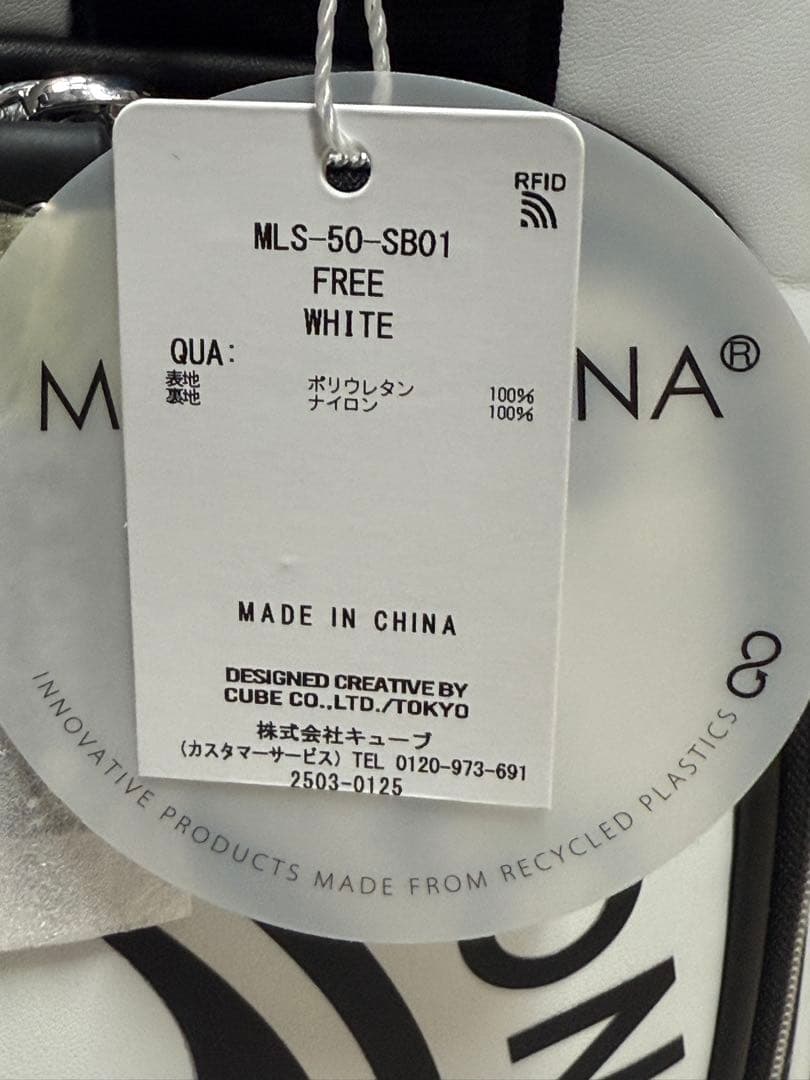 RFID
MLS-50-SB01
FREE
WHITE
QUA:
表地 ポリウレタン 100%
裏地 ナイロン 100%
MADE IN CHINA
DESIGNED CREATIVE BY
CUBE CO.,LTD./TOKYO
株式会社キューブ
(カスタマーサービス) TEL 0120-973-691
2503-0125
M
NA®
INNOVATIVE PRODUCTS MADE FROM RECYCLED PLASTICS
ON